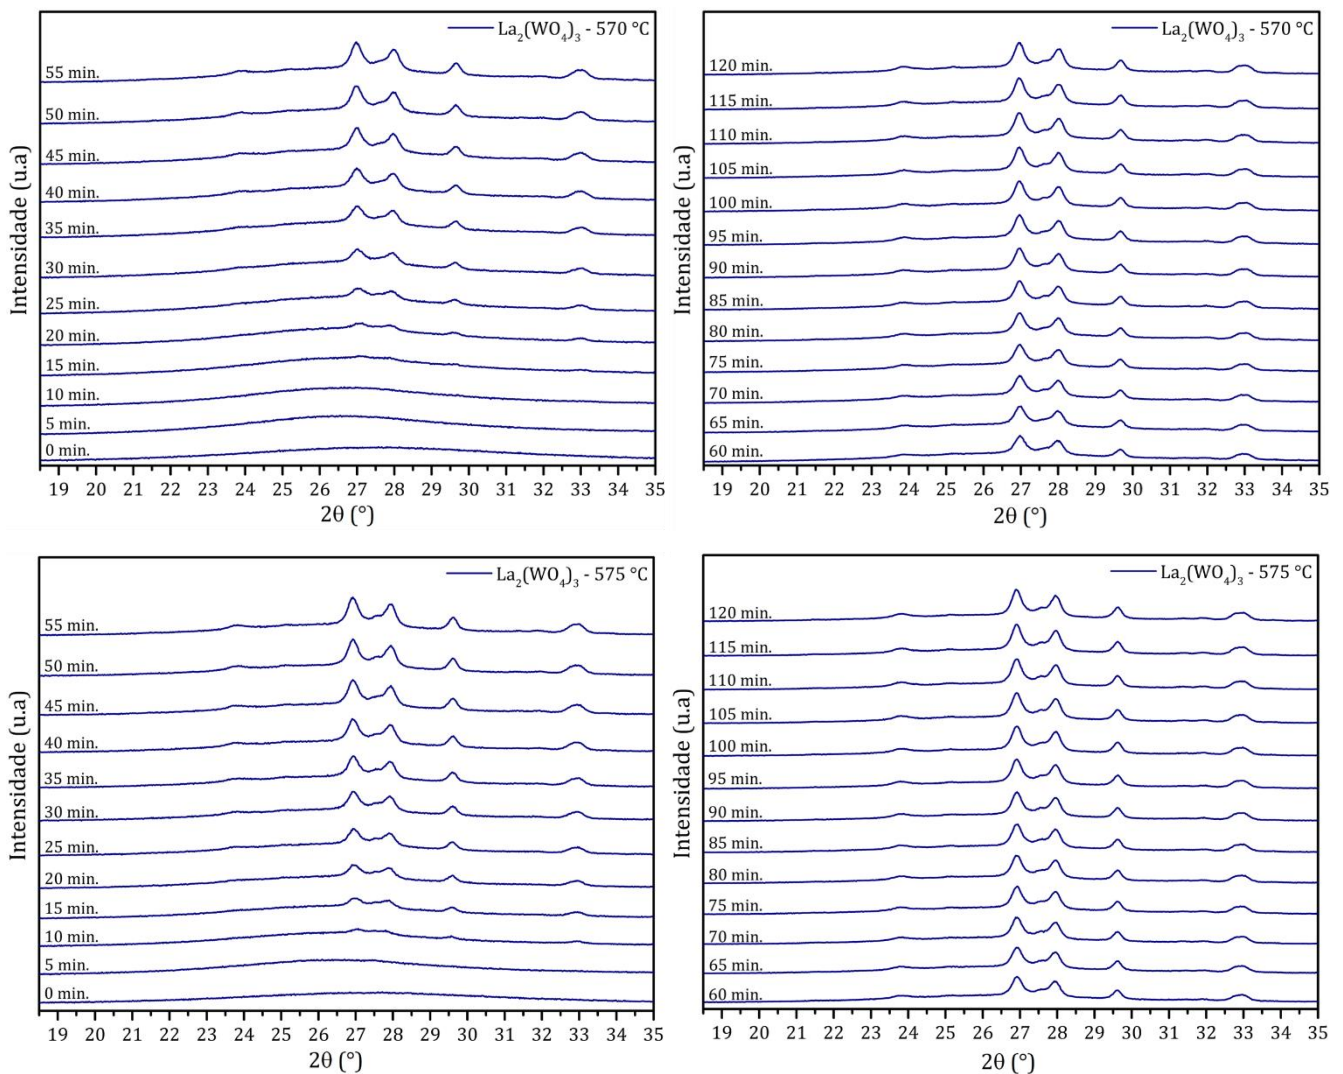 La₂(WO₄)₃ - 570 °C
55 min.
50 min.
45 min.
40 min.
35 min.
30 min.
25 min.
20 min.
15 min.
10 min.
5 min.
0 min.
Intensidade (u.a)
19 20 21 22 23 24 25 26 27 28 29 30 31 32 33 34 35
2θ (°)
La₂(WO₄)₃ - 570 °C
120 min.
115 min.
110 min.
105 min.
100 min.
95 min.
90 min.
85 min.
80 min.
75 min.
70 min.
65 min.
60 min.
Intensidade (u.a)
19 20 21 22 23 24 25 26 27 28 29 30 31 32 33 34 35
2θ (°)
La₂(WO₄)₃ - 575 °C
55 min.
50 min.
45 min.
40 min.
35 min.
30 min.
25 min.
20 min.
15 min.
10 min.
5 min.
0 min.
Intensidade (u.a)
19 20 21 22 23 24 25 26 27 28 29 30 31 32 33 34 35
2θ (°)
La₂(WO₄)₃ - 575 °C
120 min.
115 min.
110 min.
105 min.
100 min.
95 min.
90 min.
85 min.
80 min.
75 min.
70 min.
65 min.
60 min.
Intensidade (u.a)
19 20 21 22 23 24 25 26 27 28 29 30 31 32 33 34 35
2θ (°)